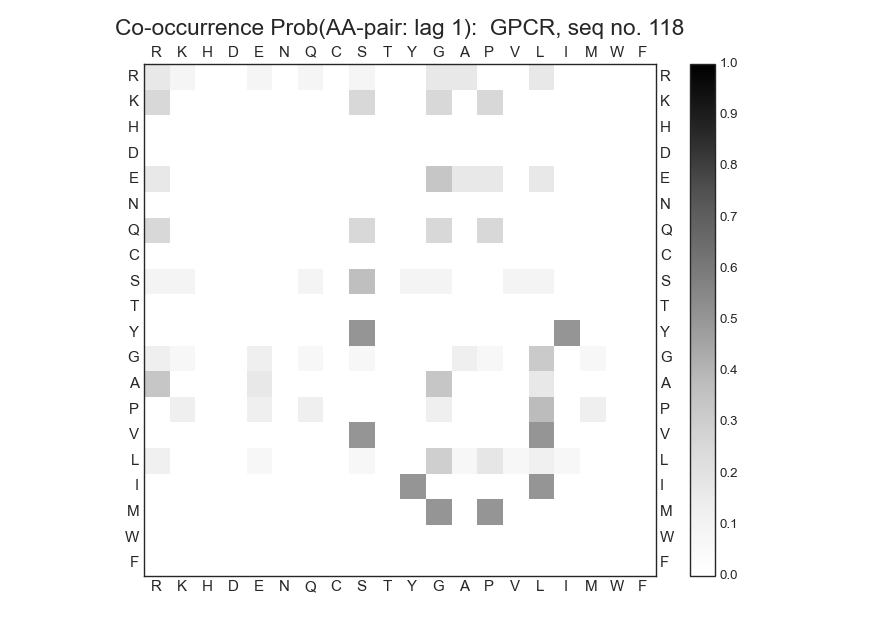 Co-occurrence Prob(AA-pair: lag 1):  GPCR, seq no. 118
R K H D E N Q C S T Y G A P V L I M W F
1.0
R R
K K
0.9
H H
D D
0.8
E E
N N
0.7
Q Q
C C
0.6
S S
T T
0.5
Y Y
G G
0.4
A A
P P
0.3
V V
L L
0.2
I I
M M
0.1
W W
F F
0.0
R K H D E N Q C S T Y G A P V L I M W F